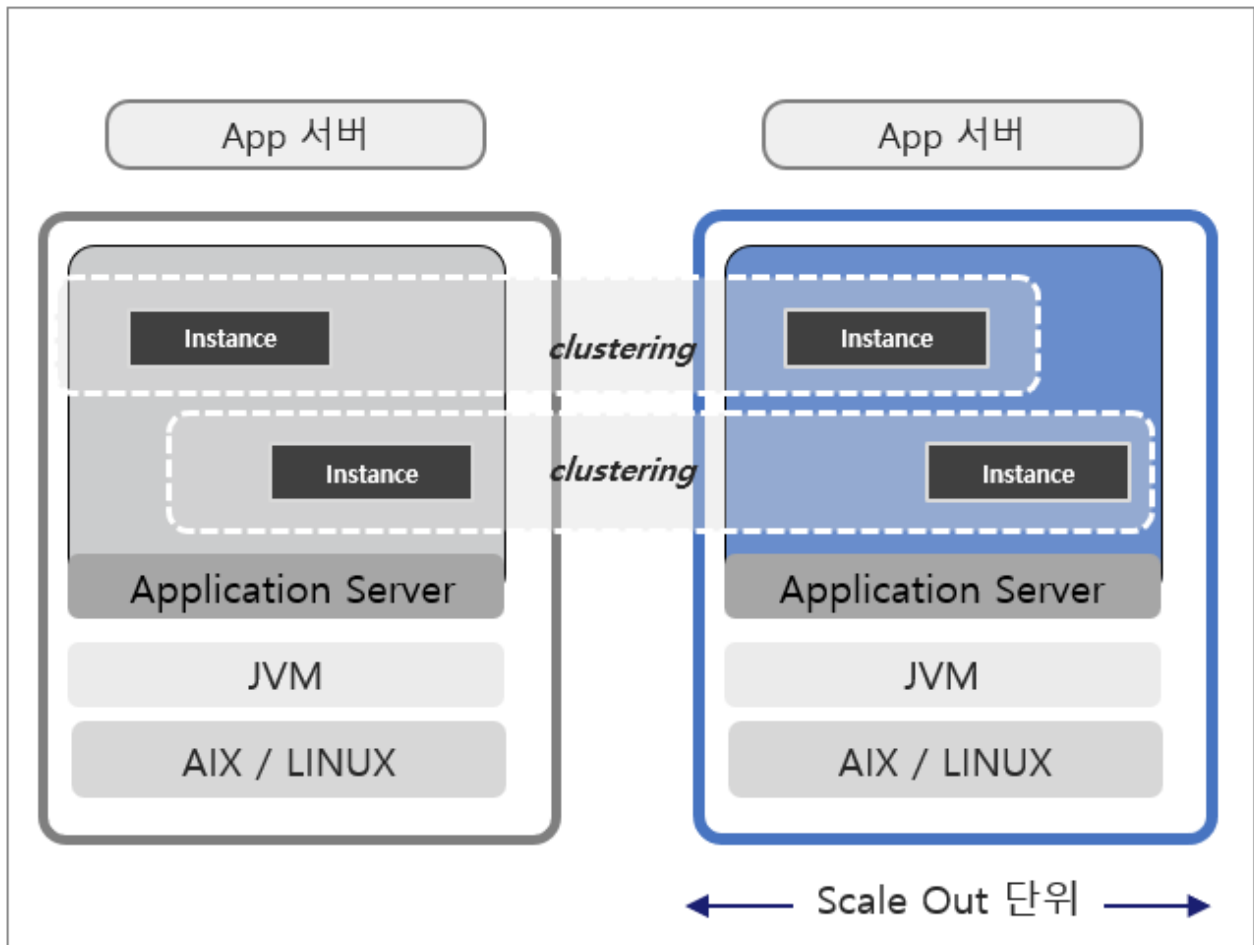 App 서버
App 서버
Instance
clustering
Instance
Instance
clustering
Instance
Application Server
Application Server
JVM
JVM
AIX / LINUX
AIX / LINUX
Scale Out 단위